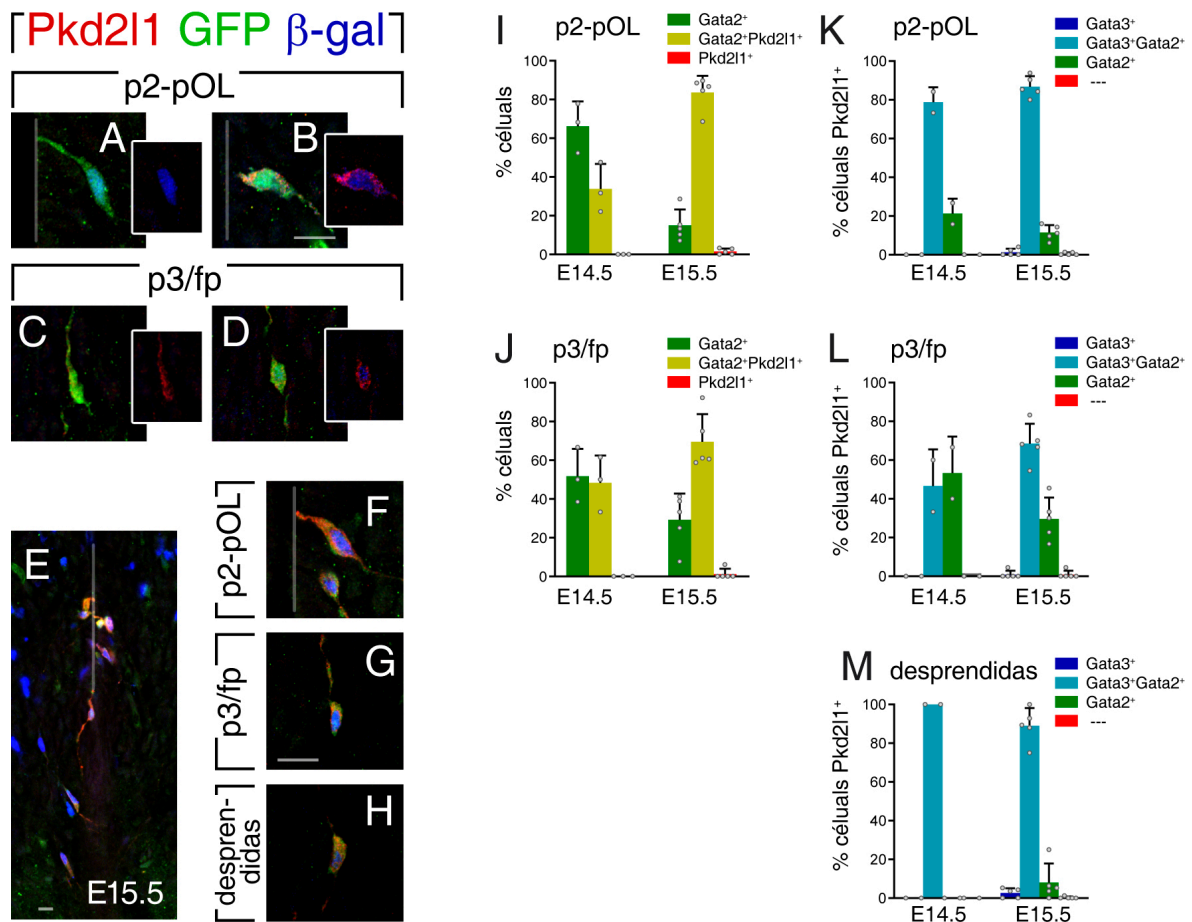 Pkd2l1 GFP β-gal
p2-pOL
A
B
p3/fp
C
D
E
E15.5
p2-pOL
F
p3/fp
G
despren-
didas
H
I p2-pOL
Gata2⁺
Gata2⁺Pkd2l1⁺
Pkd2l1⁺
% céluals
100
80
60
40
20
0
E14.5 E15.5
K p2-pOL
Gata3⁺
Gata3⁺Gata2⁺
Gata2⁺
---
% céluals Pkd2l1⁺
100
80
60
40
20
0
E14.5 E15.5
J p3/fp
Gata2⁺
Gata2⁺Pkd2l1⁺
Pkd2l1⁺
% céluals
100
80
60
40
20
0
E14.5 E15.5
L p3/fp
Gata3⁺
Gata3⁺Gata2⁺
Gata2⁺
---
% céluals Pkd2l1⁺
100
80
60
40
20
0
E14.5 E15.5
M desprendidas
Gata3⁺
Gata3⁺Gata2⁺
Gata2⁺
---
% céluals Pkd2l1⁺
100
80
60
40
20
0
E14.5 E15.5